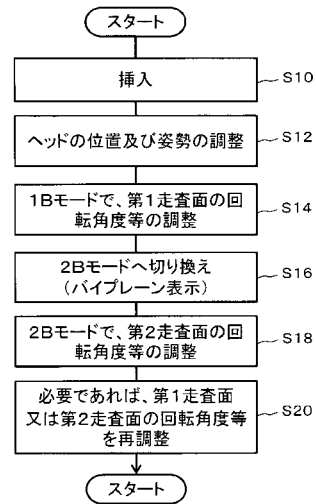 スタート
挿入
S10
ヘッドの位置及び姿勢の調整
S12
1Bモードで、第1走査面の回
転角度等の調整
S14
2Bモードへ切り換え
(バイプレーン表示)
S16
2Bモードで、第2走査面の回
転角度等の調整
S18
必要であれば、第1走査面
又は第2走査面の回転角度等
を再調整
S20
スタート